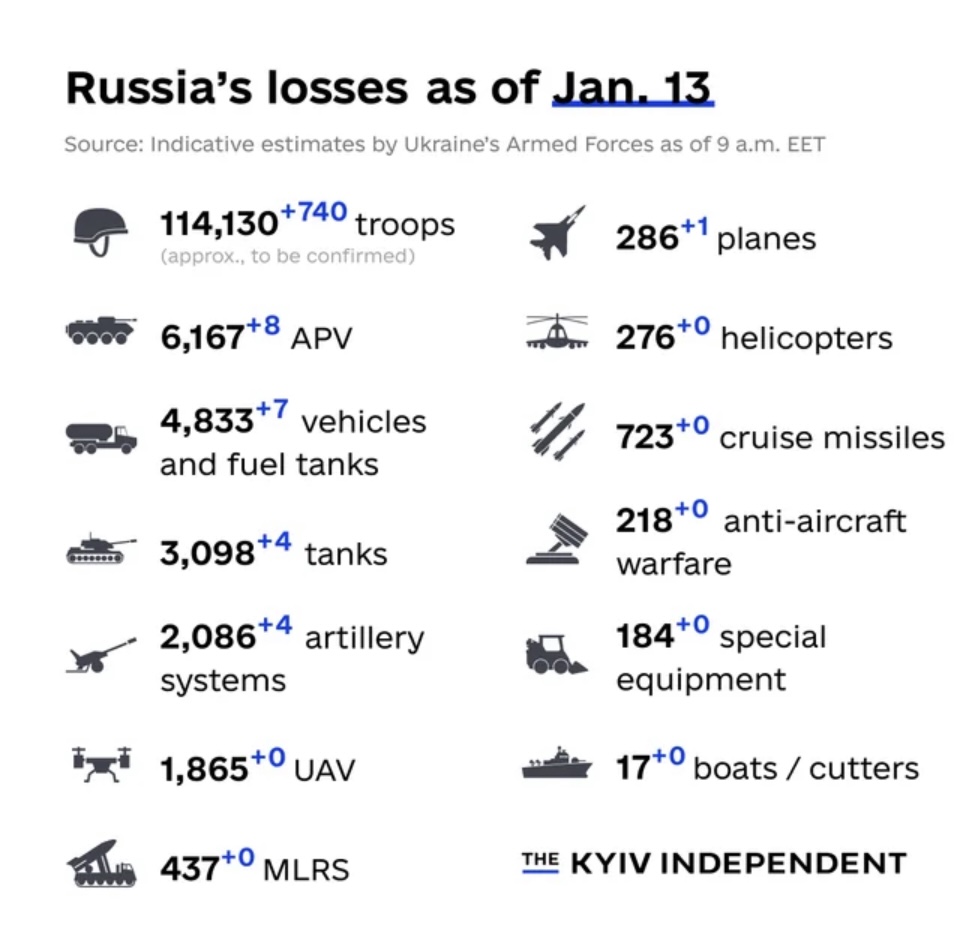 Russia's losses as of Jan. 13
Source: Indicative estimates by Ukraine's Armed Forces as of 9 a.m. EET
114,130+740 troops
(approx., to be confirmed)
6,167+8 APV
4,833+7 vehicles
and fuel tanks
3,098+4 tanks
2,086+4 artillery
systems
1,865+0 UAV
437+0 MLRS
286+1 planes
276+0 helicopters
723+0 cruise missiles
218+0 anti-aircraft
warfare
184+0 special
equipment
17+0 boats / cutters
THE KYIV INDEPENDENT